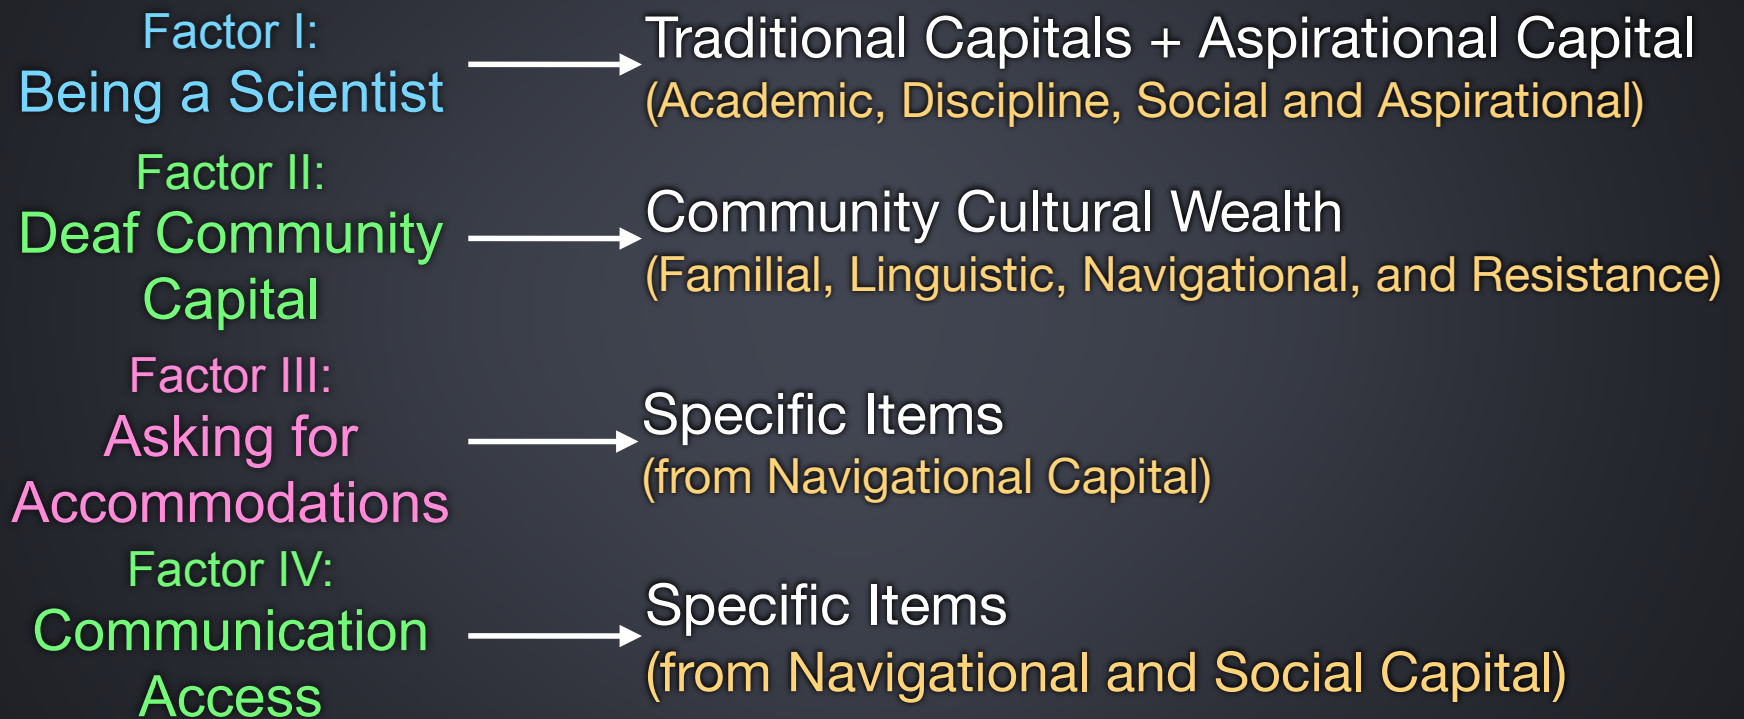 Factor I:
Being a Scientist
Traditional Capitals + Aspirational Capital
(Academic, Discipline, Social and Aspirational)
Factor II:
Deaf Community
Capital
Community Cultural Wealth
(Familial, Linguistic, Navigational, and Resistance)
Factor III:
Asking for
Accommodations
Specific Items
(from Navigational Capital)
Factor IV:
Communication
Access
Specific Items
(from Navigational and Social Capital)